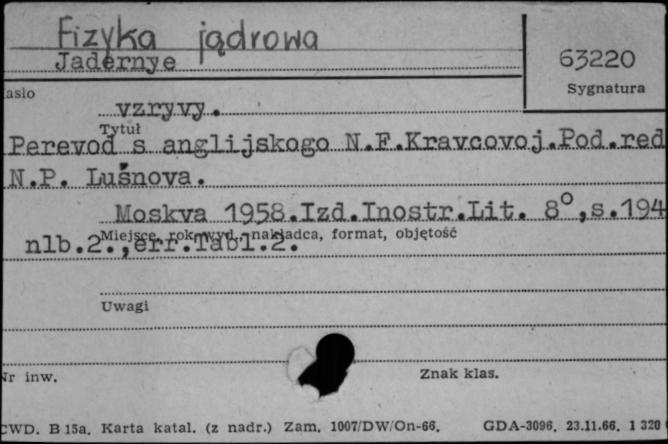 Fizyka jądrowa
Jadernye
63220
Sygnatura
asło
vzryvy.
Tytuł
Perevod s anglijskogo N.F.Kravcovoj.Pod.red
N.P. Lušnova.
Moskva 1958.Izd.Inostr.Lit. 8°,s.194
Miejsce, rok wyd., nakładca, format, objętość
nlb.2.,err.Tabl.2.
Uwagi
Nr inw.
Znak klas.
CWD. B 15a. Karta katal. (z nadr.) Zam. 1007/DW/On-66. GDA-3096. 23.11.66. 1 320